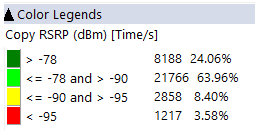 Color Legends
Copy RSRP (dBm) [Time/s]
> -78 8188 24.06%
<= -78 and > -90 21766 63.96%
<= -90 and > -95 2858 8.40%
< -95 1217 3.58%